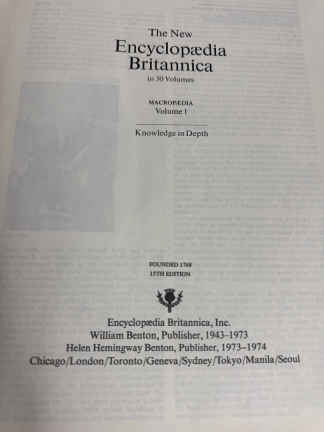 The New
Encyclopædia
Britannica
in 30 Volumes
MACROPÆDIA
Volume 1
Knowledge in Depth
FOUNDED 1768
15TH EDITION
Encyclopædia Britannica, Inc.
William Benton, Publisher, 1943–1973
Helen Hemingway Benton, Publisher, 1973–1974
Chicago/London/Toronto/Geneva/Sydney/Tokyo/Manila/Seoul